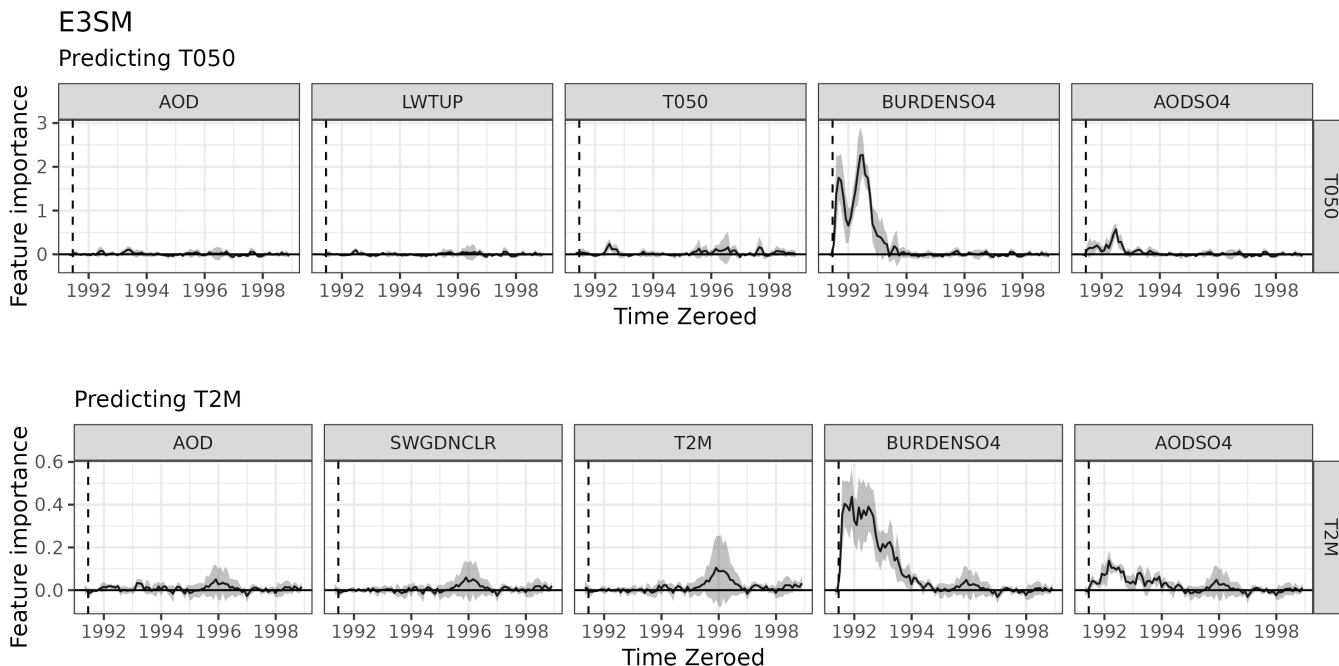 E3SM
Predicting T050
AOD LWTUP T050 BURDENSO4 AODSO4
Feature importance
3
2
1
0
T050
1992 1994 1996 1998 1992 1994 1996 1998 1992 1994 1996 1998 1992 1994 1996 1998 1992 1994 1996 1998
Time Zeroed
Predicting T2M
AOD SWGDNCLR T2M BURDENSO4 AODSO4
Feature importance
0.6
0.4
0.2
0.0
T2M
1992 1994 1996 1998 1992 1994 1996 1998 1992 1994 1996 1998 1992 1994 1996 1998 1992 1994 1996 1998
Time Zeroed